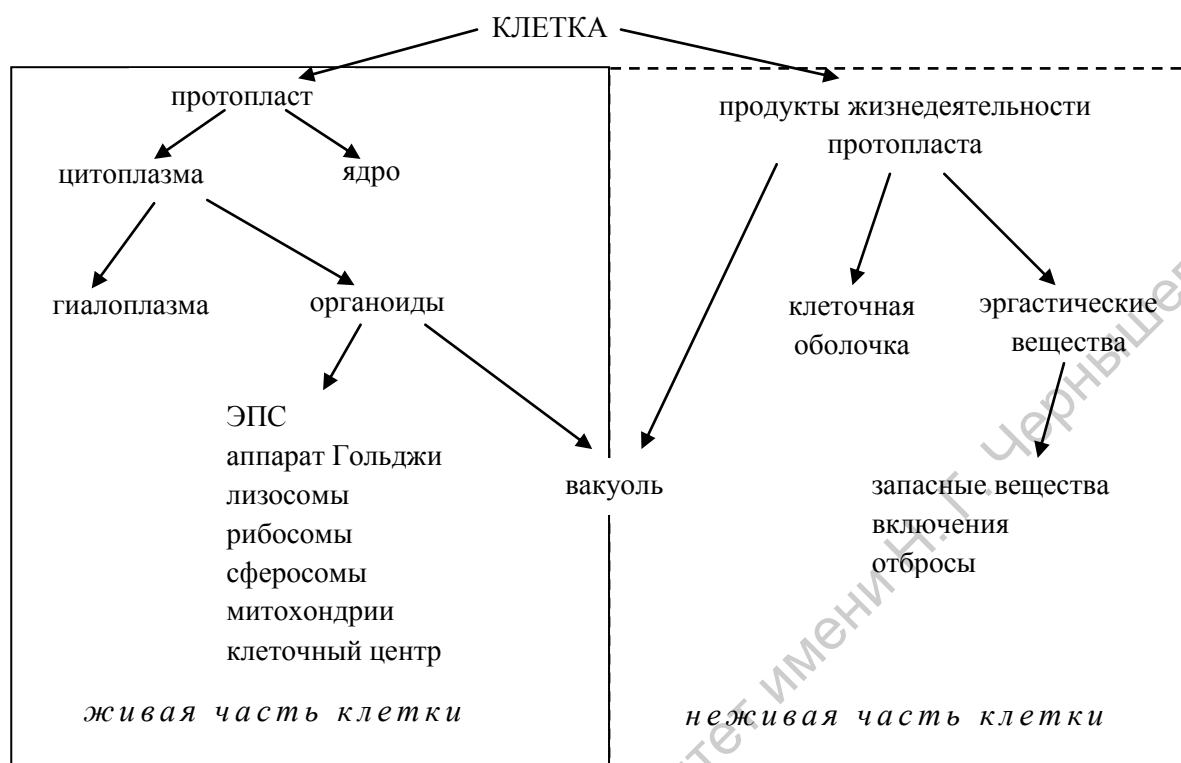 КЛЕТКА
протопласт
цитоплазма
ядро
гиалоплазма
органоиды
ЭПС
аппарат Гольджи
лизосомы
рибосомы
сферосомы
митохондрии
клеточный центр
живая часть клетки
вакуоль
продукты жизнедеятельности
протопласта
клеточная
оболочка
эргастические
вещества
запасные вещества
включения
отбросы
неживая часть клетки
имени Н. Г.